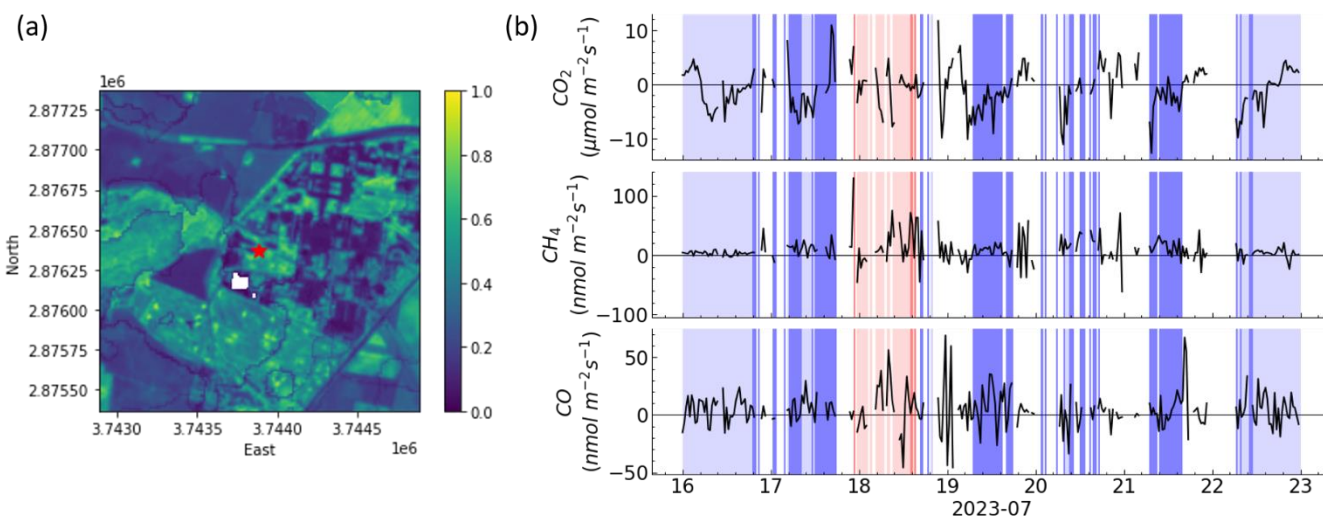 (a)
1e6
2.87725
2.87700
2.87675
2.87650
2.87625
2.87600
2.87575
2.87550
North
3.7430 3.7435 3.7440 3.7445
East
1e6
1.0
0.8
0.6
0.4
0.2
0.0
(b)
10
0
−10
CO₂
(μmol m⁻²s⁻¹)
100
0
−100
CH₄
(nmol m⁻²s⁻¹)
50
0
−50
CO
(nmol m⁻²s⁻¹)
16 17 18 19 20 21 22 23
2023-07